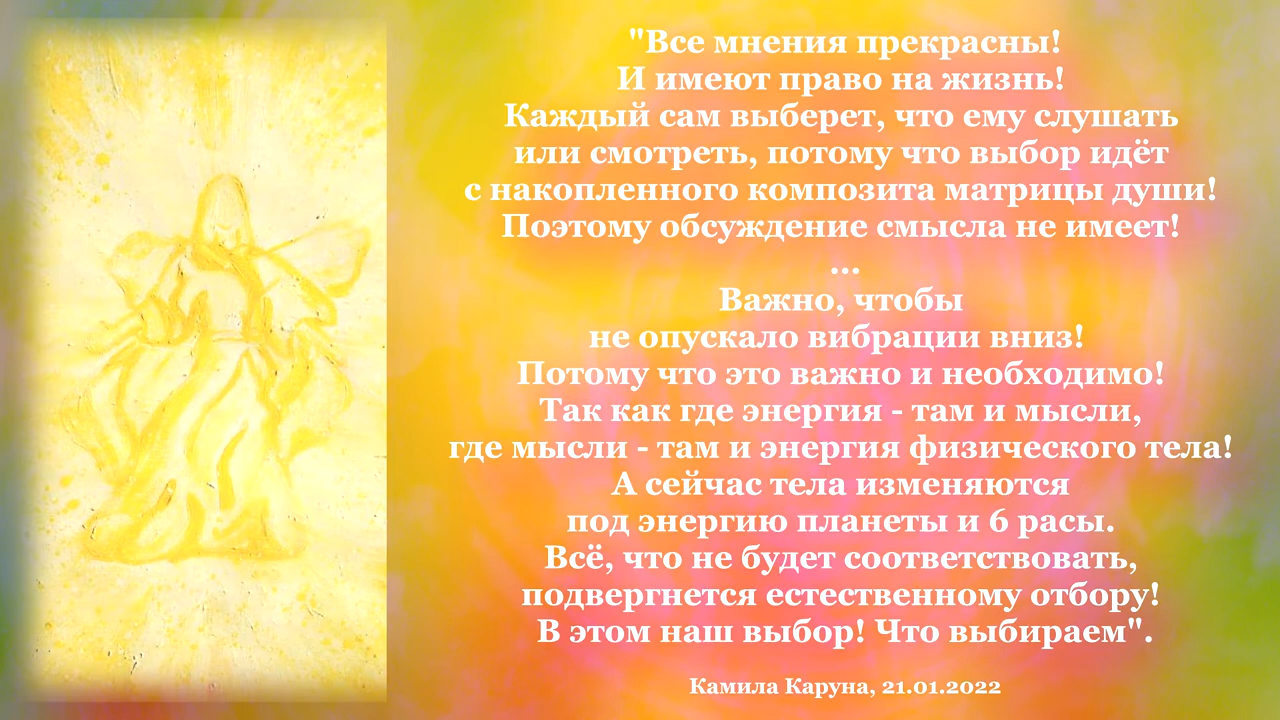 "Все мнения прекрасны!
И имеют право на жизнь!
Каждый сам выберет, что ему слушать
или смотреть, потому что выбор идёт
с накопленного композита матрицы души!
Поэтому обсуждение смысла не имеет!
...
Важно, чтобы
не опускало вибрации вниз!
Потому что это важно и необходимо!
Так как где энергия - там и мысли,
где мысли - там и энергия физического тела!
А сейчас тела изменяются
под энергию планеты и 6 расы.
Всё, что не будет соответствовать,
подвергнется естественному отбору!
В этом наш выбор! Что выбираем".
Камила Каруна, 21.01.2022